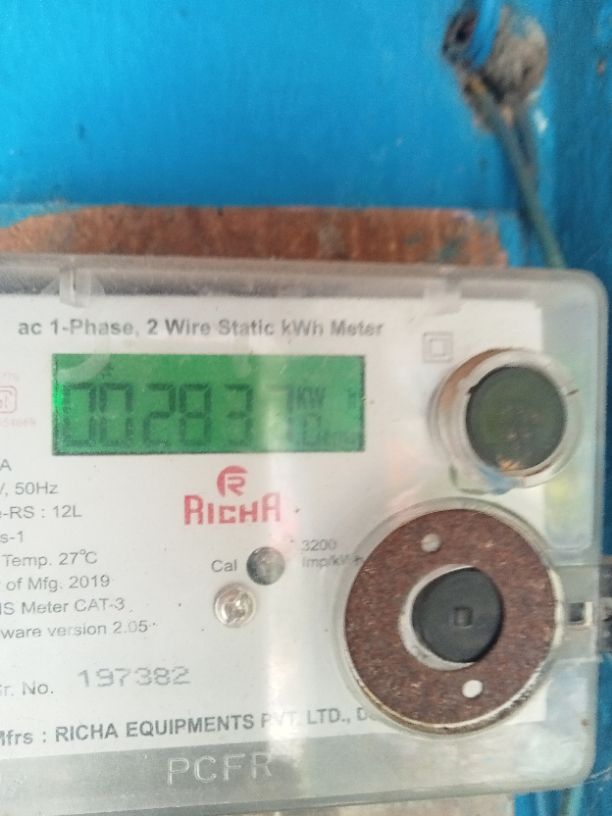 ac 1-Phase, 2 Wire Static kWh Meter
002837
KW
A
V, 50Hz
-RS : 12L
s-1
Temp. 27°C
of Mfg. 2019
Meter CAT-3
ware version 2.05
RICHA
Cal
3200
Imp/kWh
Sr. No. 197382
Mfrs : RICHA EQUIPMENTS PVT. LTD.,
PCFR